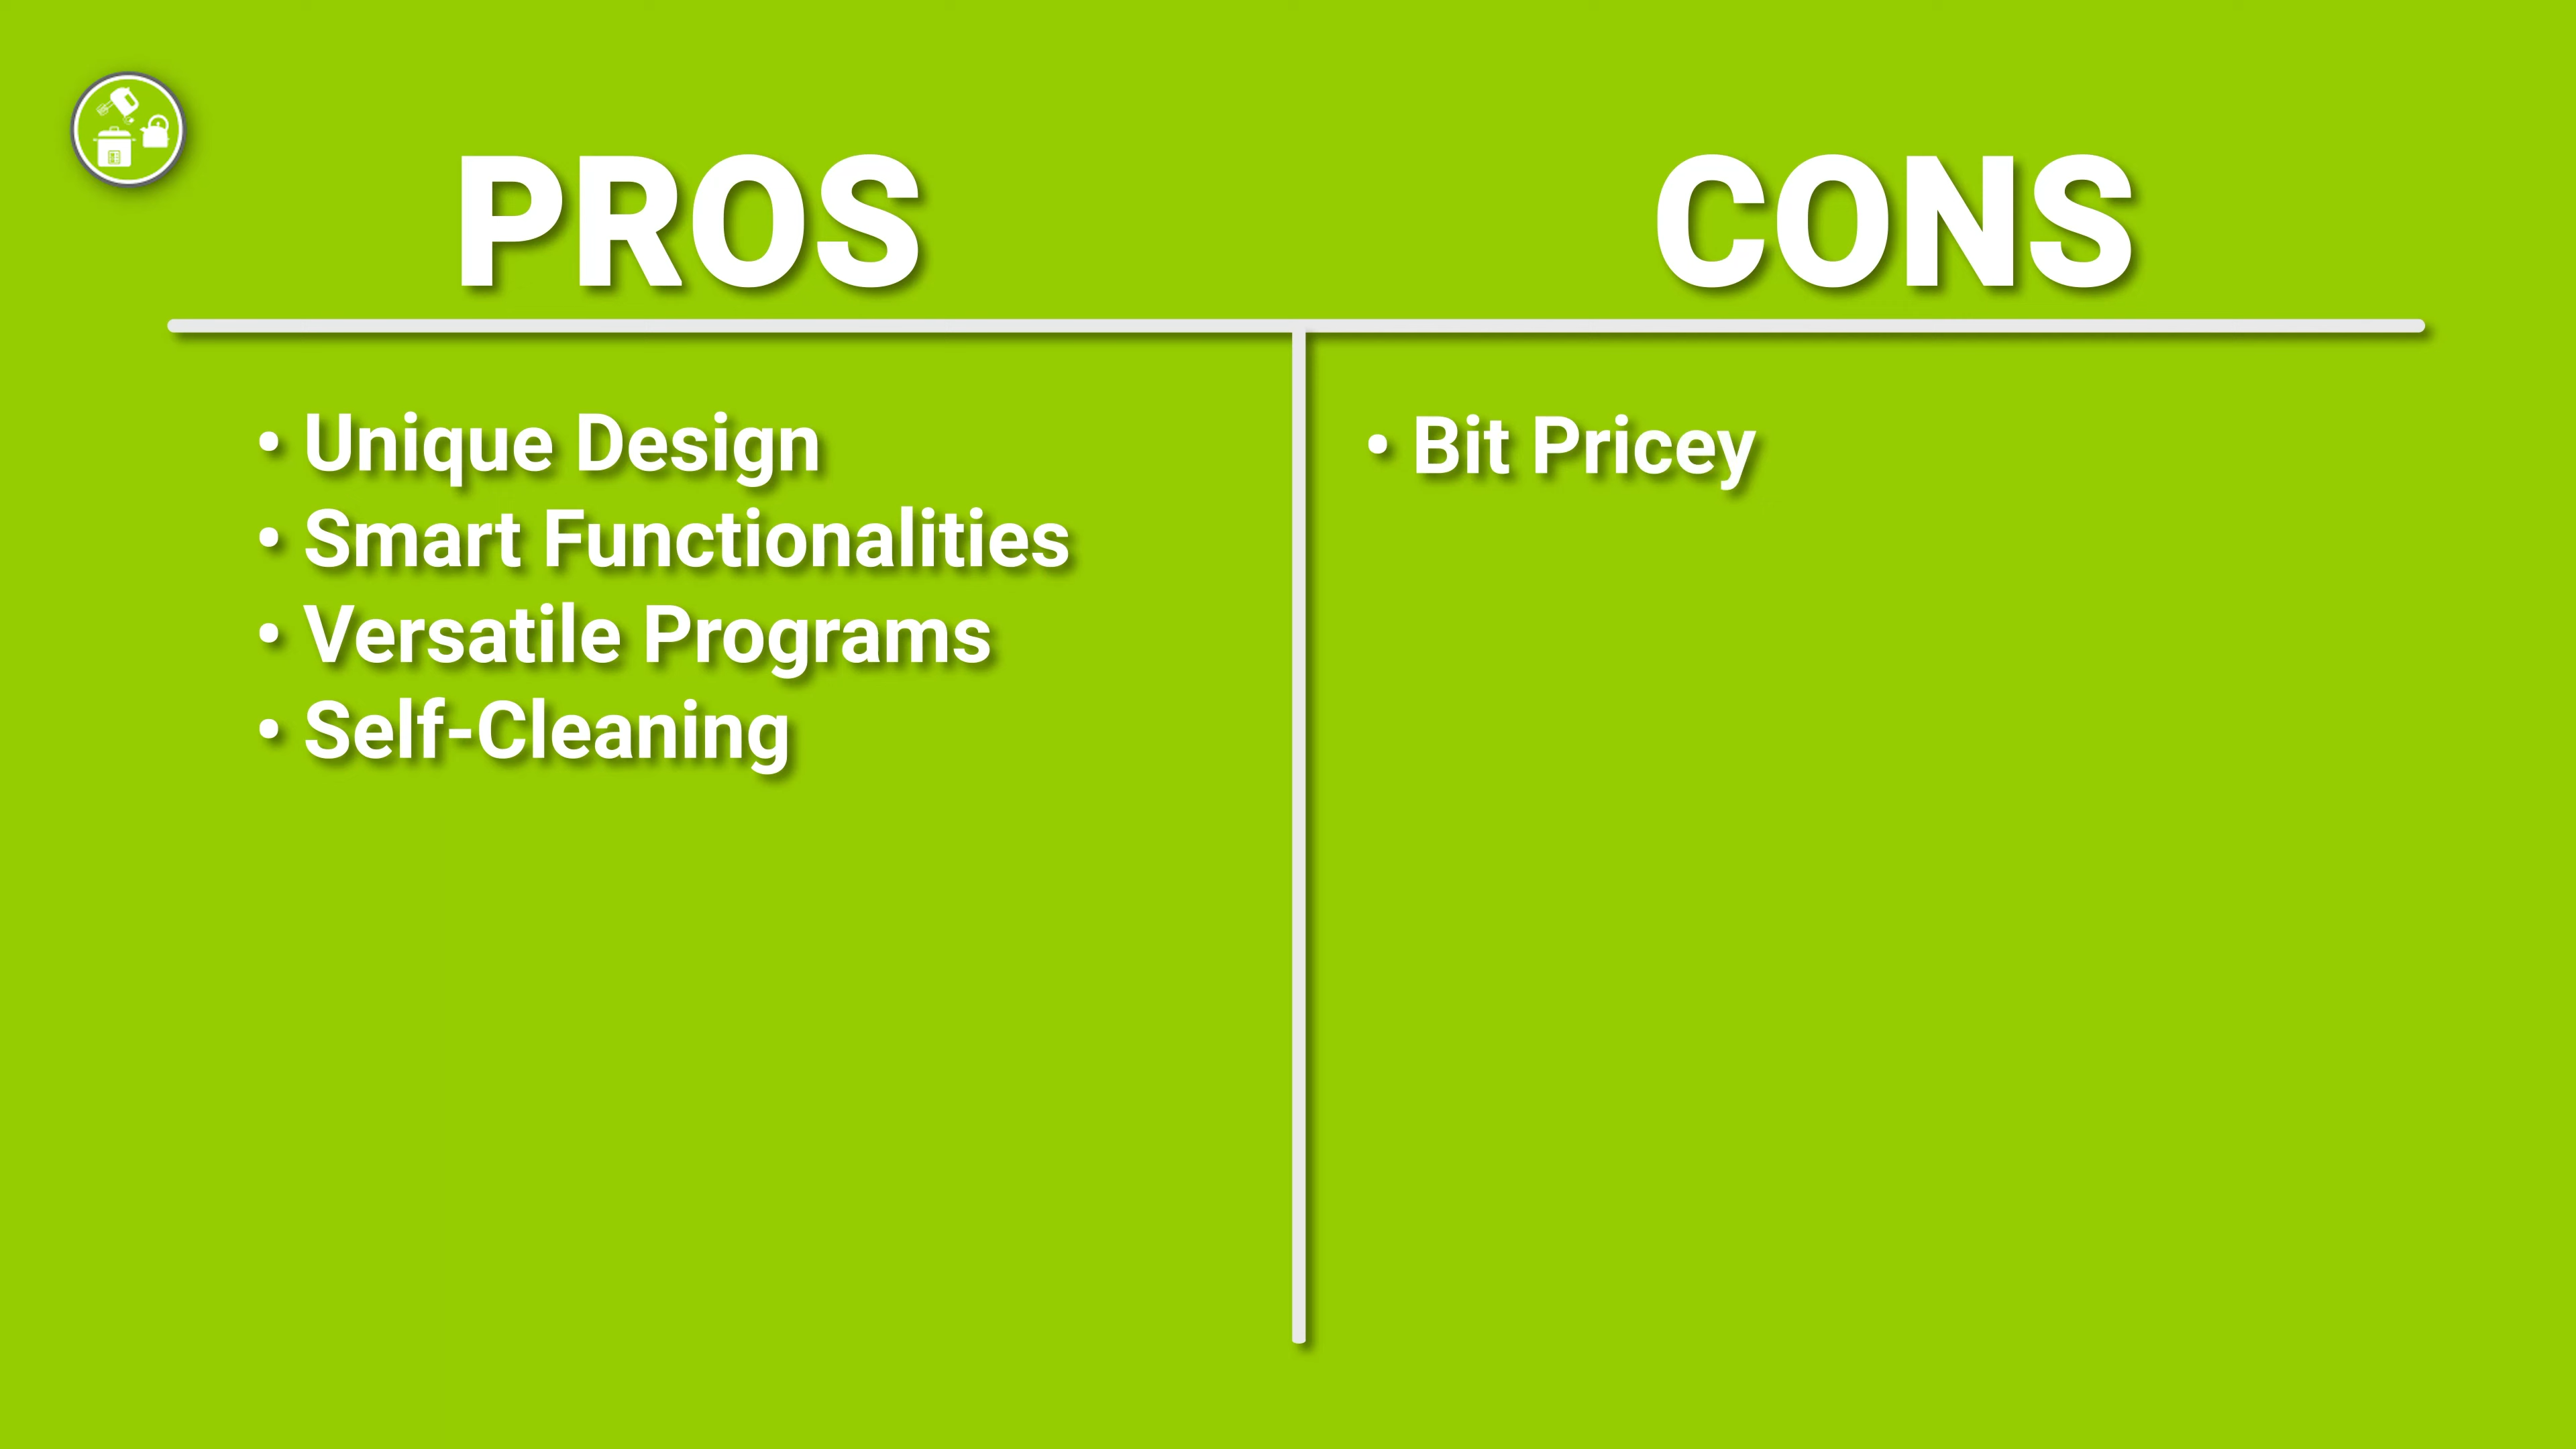 PROS
• Unique Design
• Smart Functionalities
• Versatile Programs
• Self-Cleaning
CONS
• Bit Pricey